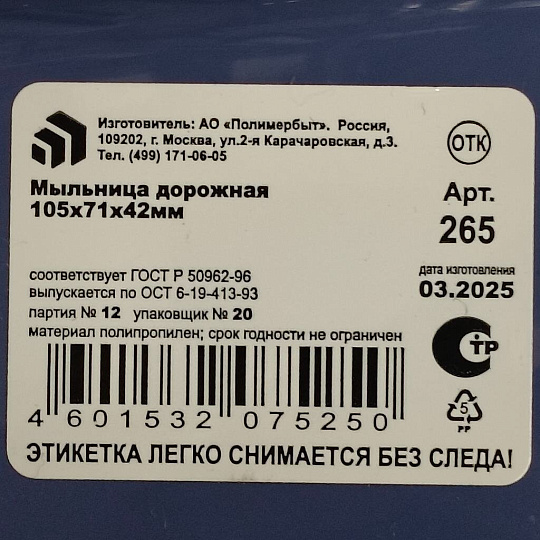 Изготовитель: АО «Полимербыт». Россия,
109202, г. Москва, ул.2-я Карачаровская, д.3.
Тел. (499) 171-06-05
ОТК
Мыльница дорожная
105х71х42мм
Арт.
265
соответствует ГОСТ Р 50962-96
выпускается по ОСТ 6-19-413-93
партия № 12 упаковщик № 20
материал полипропилен; срок годности не ограничен
дата изготовления
03.2025
СТР
5
PP
4 601532 075250
ЭТИКЕТКА ЛЕГКО СНИМАЕТСЯ БЕЗ СЛЕДА!